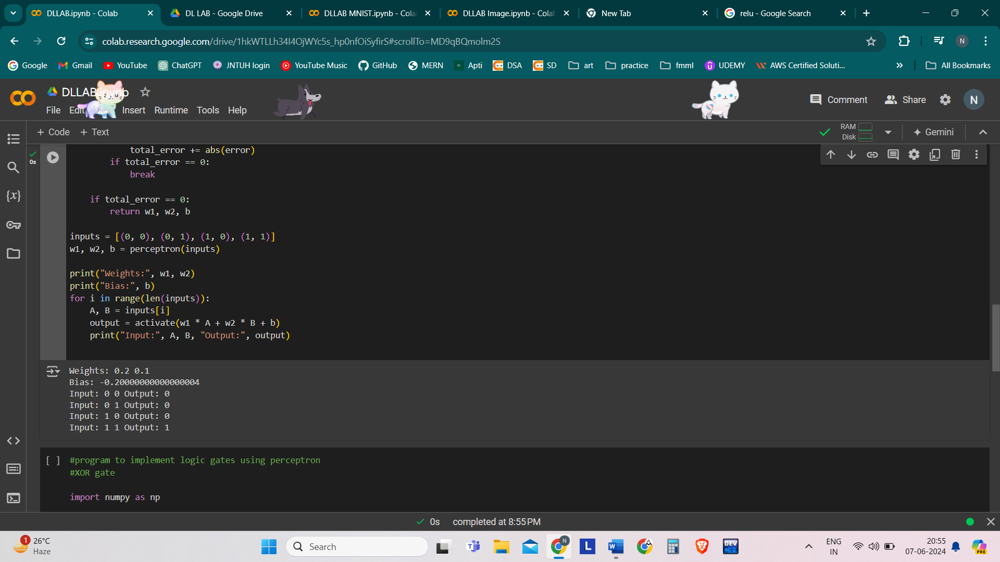 DLLAB.ipynb - Colab
DL LAB - Google Drive
DLLAB MNIST.ipynb - Cola
DLLAB Image.ipynb - Colab
New Tab
relu - Google Search
colab.research.google.com/drive/1hkWTLLh34I4OjWYc5s_hp0nfOiSyfirS#scrollTo=MD9qBQmolm2S
N
Google Gmail YouTube ChatGPT JNTUH login YouTube Music GitHub MERN Apti DSA SD art practice fmml UDEMY AWS Certified Soluti... All Bookmarks
DLLAB.ipynb
Comment Share N
File Edit Insert Runtime Tools Help
+ Code + Text
RAM
Disk
Gemini
0s
total_error += abs(error)
if total_error == 0:
break
if total_error == 0:
return w1, w2, b
inputs = [(0, 0), (0, 1), (1, 0), (1, 1)]
w1, w2, b = perceptron(inputs)
print("Weights:", w1, w2)
print("Bias:", b)
for i in range(len(inputs)):
A, B = inputs[i]
output = activate(w1 * A + w2 * B + b)
print("Input:", A, B, "Output:", output)
Weights: 0.2 0.1
Bias: -0.20000000000000004
Input: 0 0 Output: 0
Input: 0 1 Output: 0
Input: 1 0 Output: 0
Input: 1 1 Output: 1
[ ] #program to implement logic gates using perceptron
#XOR gate
import numpy as np
0s completed at 8:55 PM
1
26°C
Haze
Search
N
L
W
DEV
C++
ENG
IN
20:55
07-06-2024
PRE